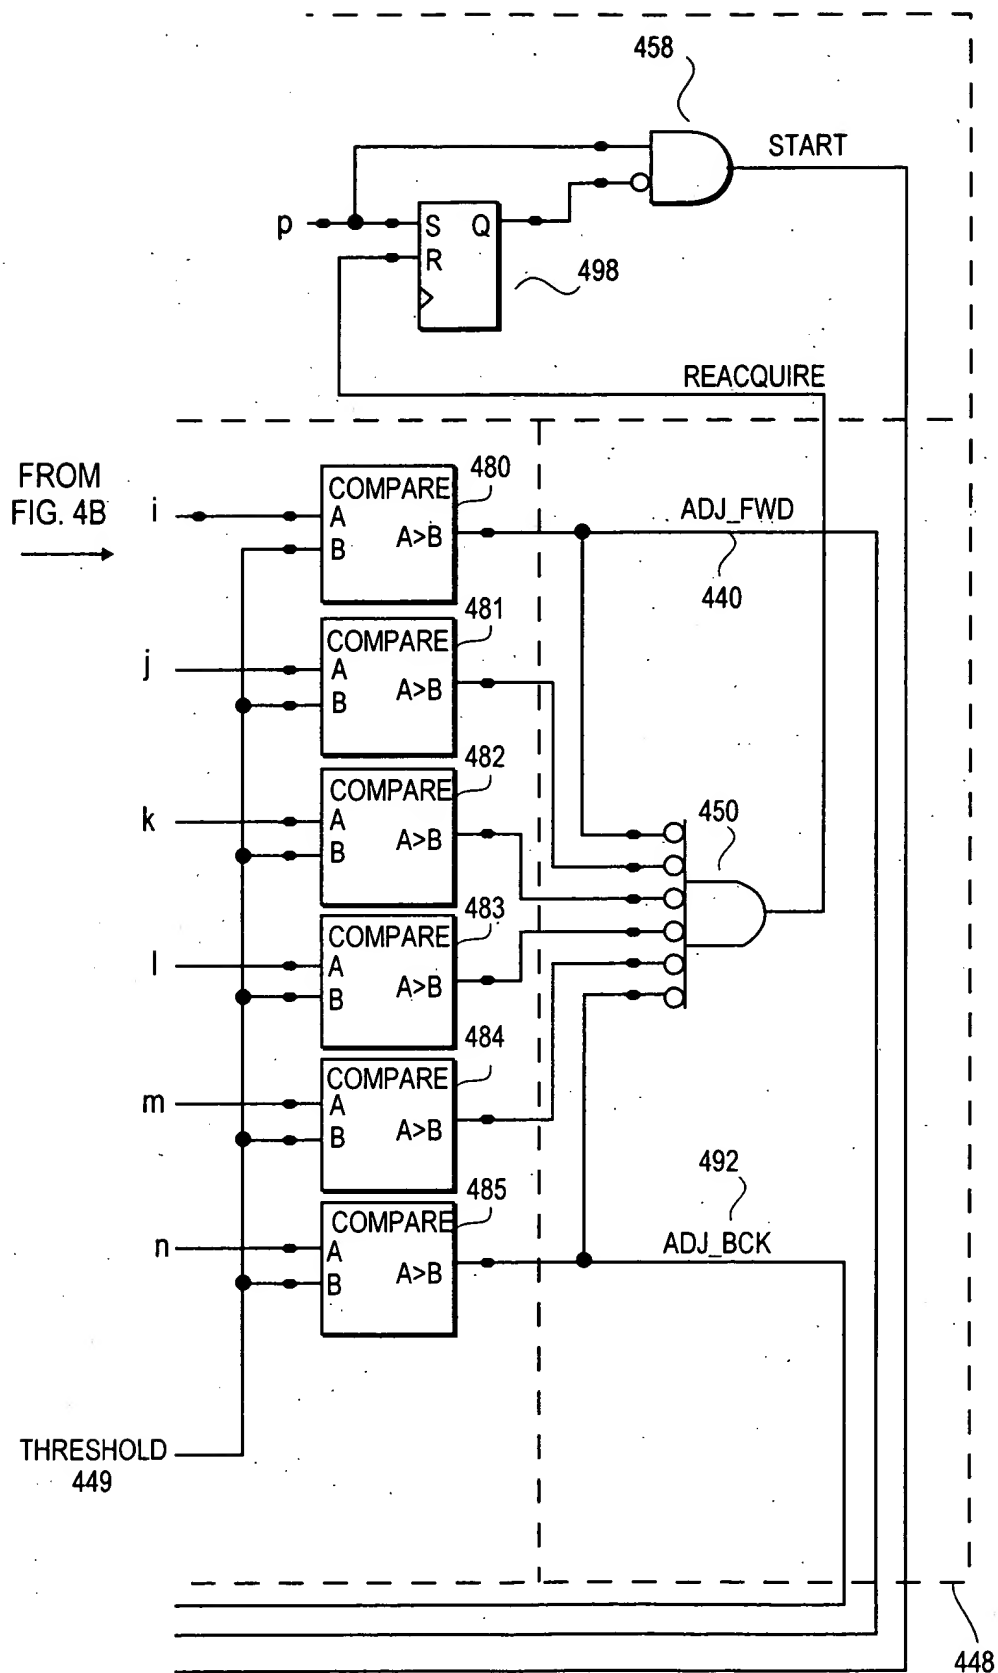 458
START
p
S Q
R
498
REACQUIRE
FROM
FIG. 4B
i
COMPARE
480
A
A>B
B
ADJ_FWD
440
j
COMPARE
481
A
A>B
B
k
COMPARE
482
A
A>B
B
450
l
COMPARE
483
A
A>B
B
m
COMPARE
484
A
A>B
B
n
COMPARE
485
A
A>B
B
492
ADJ_BCK
THRESHOLD
449
448